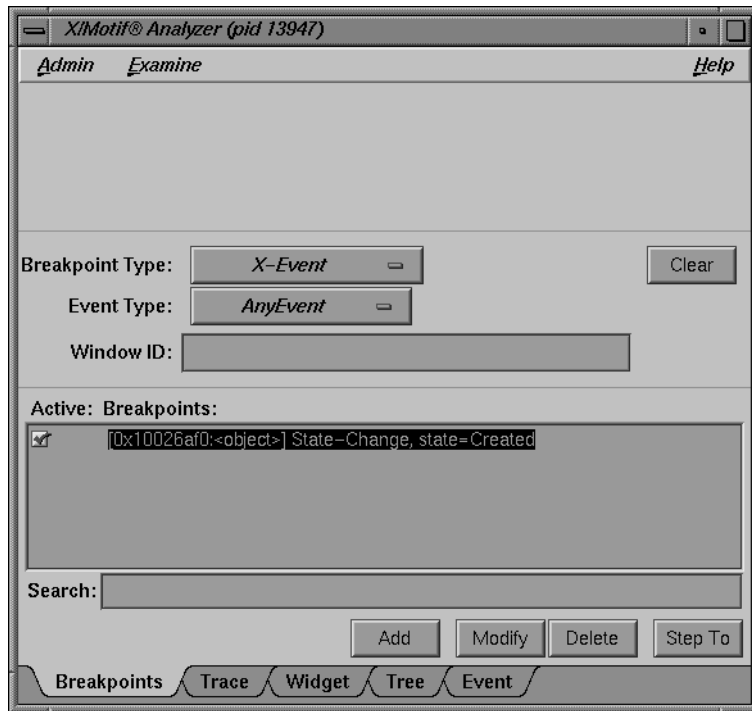 X/Motif® Analyzer (pid 13947)
Admin Examine Help
Breakpoint Type: X-Event Clear
Event Type: AnyEvent
Window ID:
Active: Breakpoints:
[0x10026af0:<object>] State-Change, state=Created
Search:
Add Modify Delete Step To
Breakpoints Trace Widget Tree Event